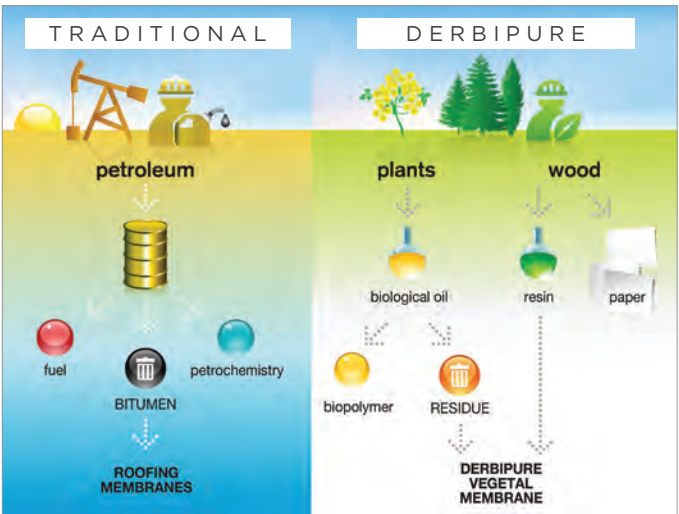 TRADITIONAL
DERBIPURE
petroleum
plants
wood
biological oil
resin
paper
fuel
petrochemistry
BITUMEN
biopolymer
RESIDUE
ROOFING
MEMBRANES
DERBIPURE
VEGETAL
MEMBRANE